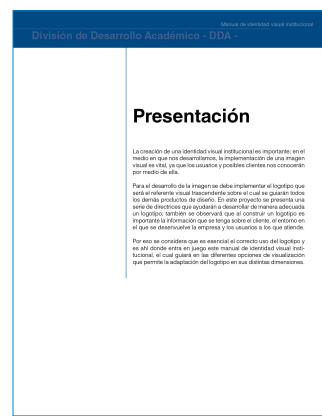 Manual de identidad visual institucional
División de Desarrollo Académico - DDA -
Presentación
La creación de una identidad visual institucional es importante; en el
medio en que nos desarrollamos, la implementación de una imagen
visual es vital, ya que los usuarios y posibles clientes nos conocerán
por medio de ella.
Para el desarrollo de la imagen se debe implementar el logotipo que
será el referente visual trascendente sobre el cual se guiarán todos
los demás productos de diseño. En este proyecto se presenta una
serie de directrices que ayudarán a desarrollar de manera adecuada
un logotipo; también se observará que al construir un logotipo es
importante la información que se tenga sobre el cliente, el entorno en
el que se desenvuelve la empresa y los usuarios a los que atiende.
Por eso se considera que es esencial el correcto uso del logotipo y
es ahí donde entra en juego este manual de identidad visual insti-
tucional, el cual guiará en las diferentes opciones de visualización
que permite la adaptación del logotipo en sus distintas dimensiones.